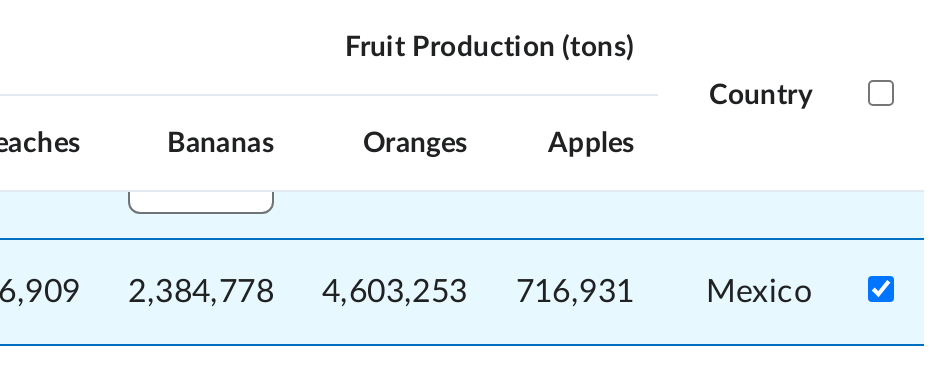 Fruit Production (tons)
Country
eaches Bananas Oranges Apples
6,909 2,384,778 4,603,253 716,931 Mexico